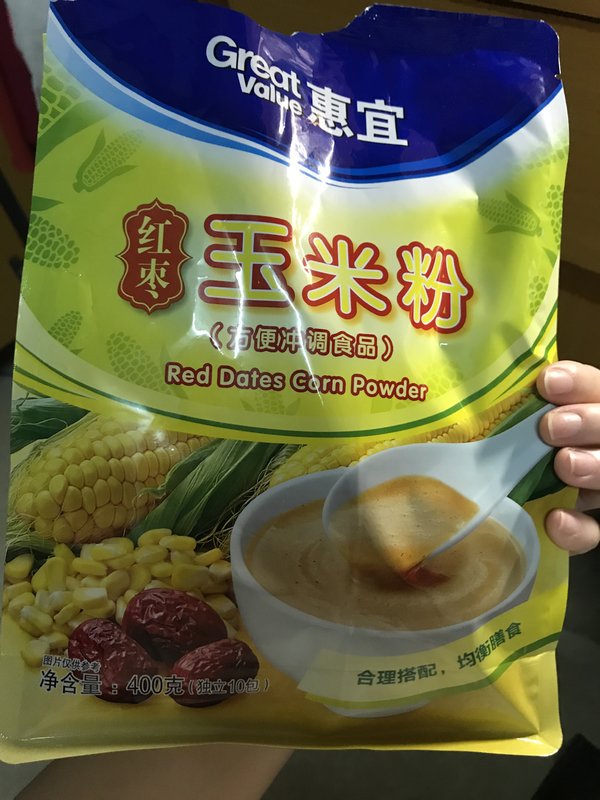 Great
Value
惠宜
红枣
玉米粉
(方便冲调食品)
Red Dates Corn Powder
图片仅供参考
净含量:400克(独立10包)
合理搭配,均衡膳食